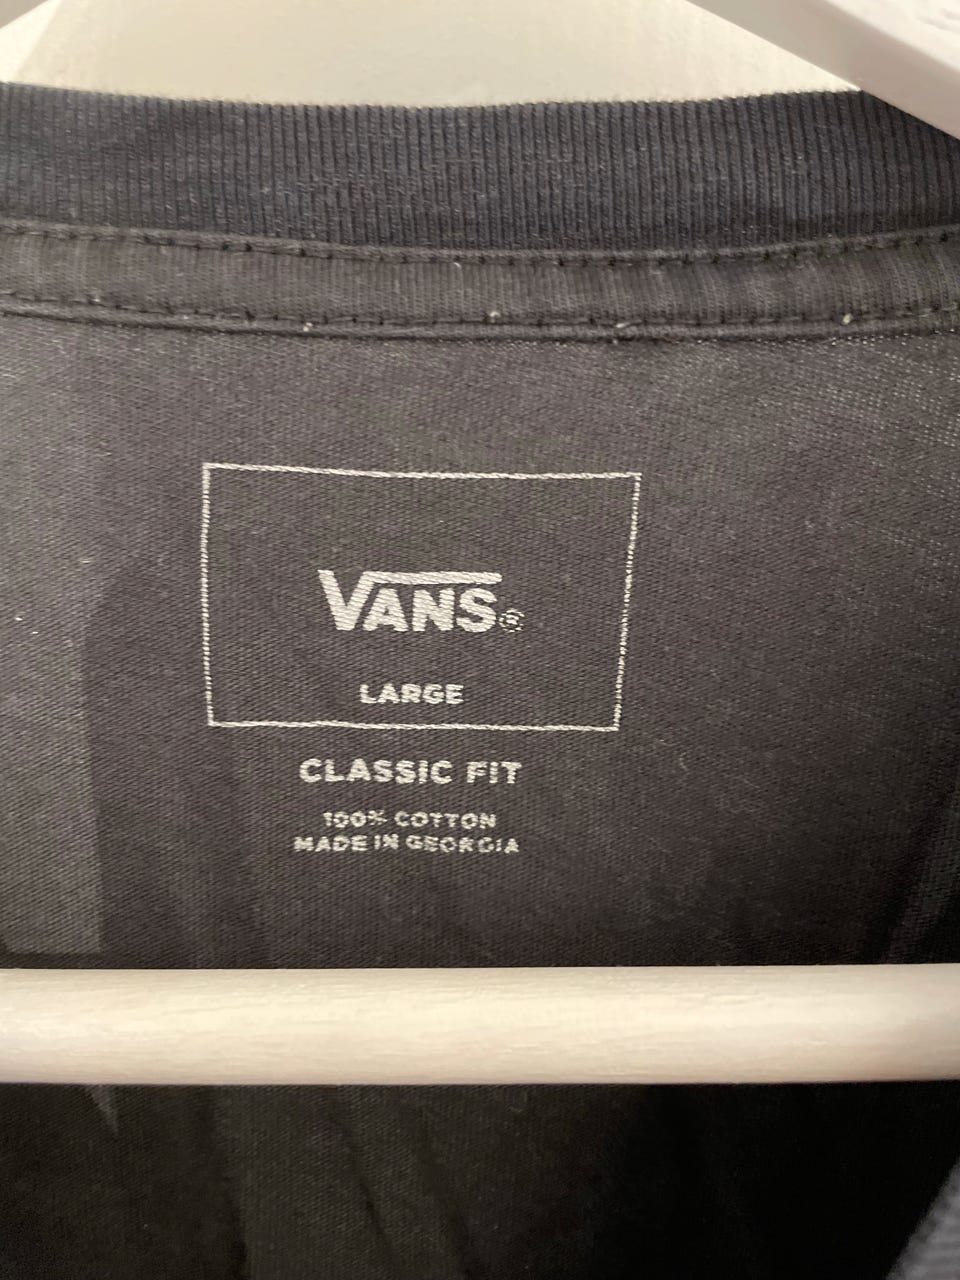 VANS®
LARGE
CLASSIC FIT
100% COTTON
MADE IN GEORGIA